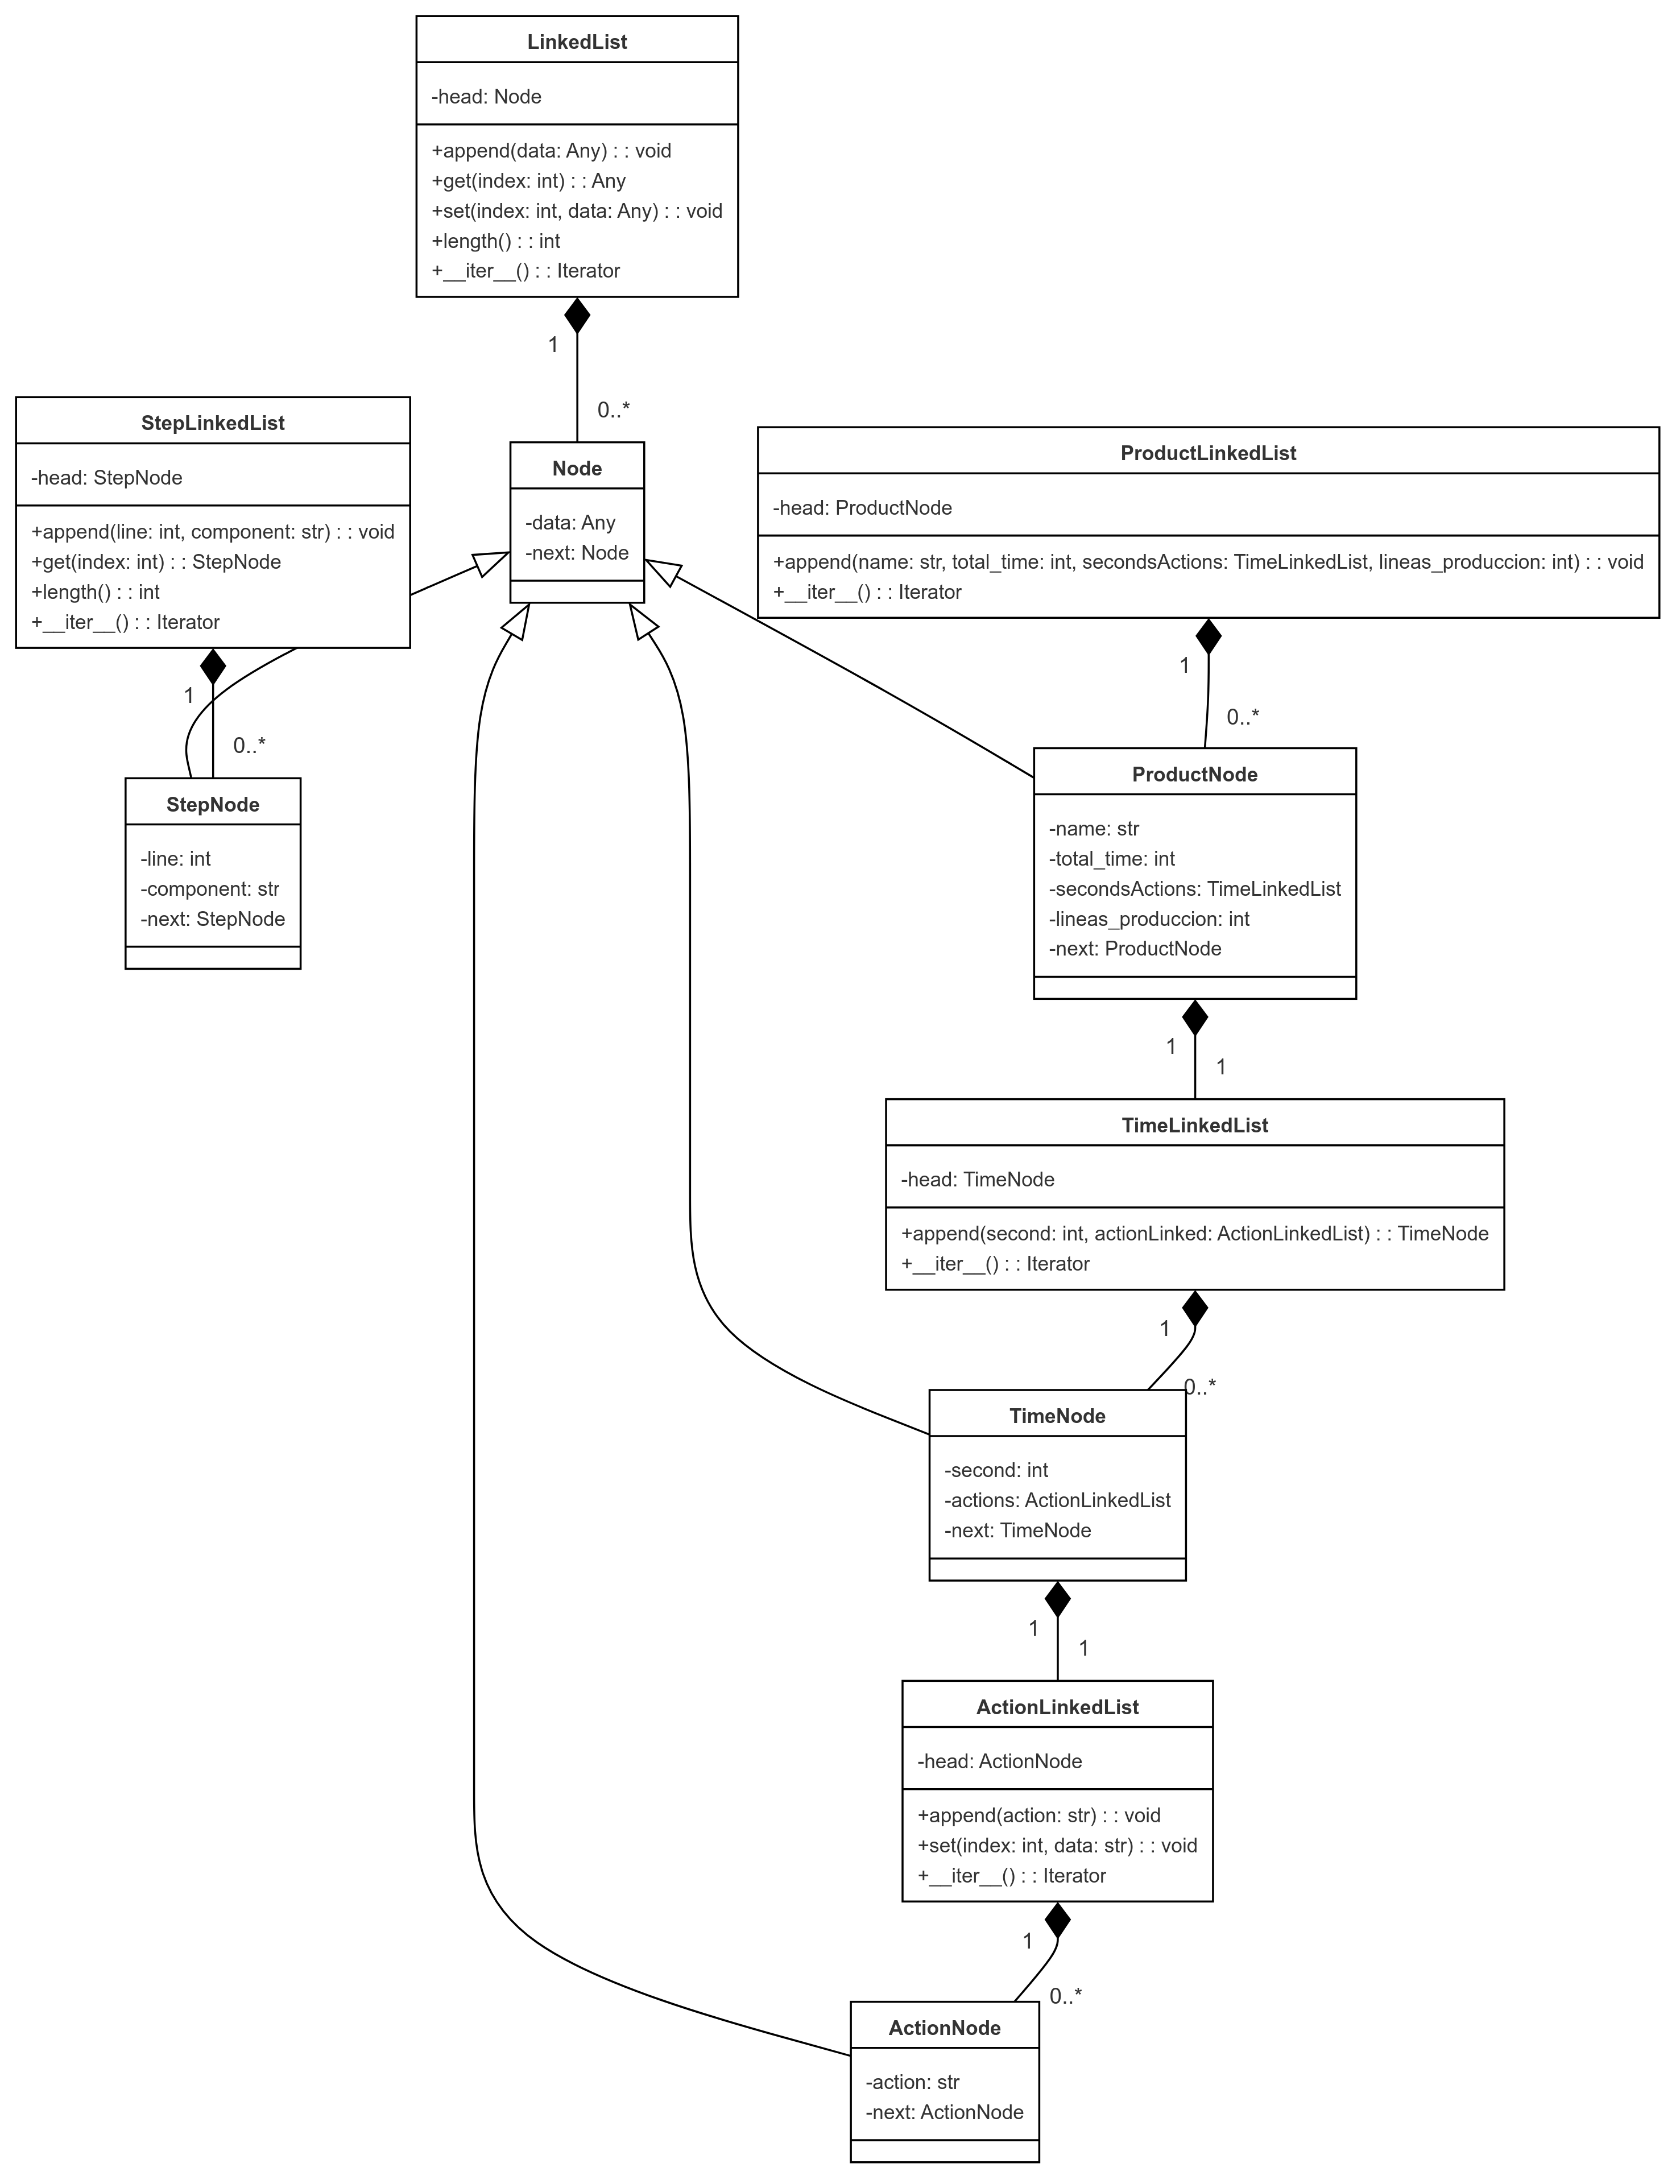 LinkedList
-head: Node
+append(data: Any) : : void
+get(index: int) : : Any
+set(index: int, data: Any) : : void
+length() : : int
+__iter__() : : Iterator
1
0..*
StepLinkedList
-head: StepNode
+append(line: int, component: str) : : void
+get(index: int) : : StepNode
+length() : : int
+__iter__() : : Iterator
1
0..*
Node
-data: Any
-next: Node
ProductLinkedList
-head: ProductNode
+append(name: str, total_time: int, secondsActions: TimeLinkedList, lineas_produccion: int) : : void
+__iter__() : : Iterator
1
0..*
StepNode
-line: int
-component: str
-next: StepNode
ProductNode
-name: str
-total_time: int
-secondsActions: TimeLinkedList
-lineas_produccion: int
-next: ProductNode
1
1
TimeLinkedList
-head: TimeNode
+append(second: int, actionLinked: ActionLinkedList) : : TimeNode
+__iter__() : : Iterator
1
0..*
TimeNode
-second: int
-actions: ActionLinkedList
-next: TimeNode
1
1
ActionLinkedList
-head: ActionNode
+append(action: str) : : void
+set(index: int, data: str) : : void
+__iter__() : : Iterator
1
0..*
ActionNode
-action: str
-next: ActionNode